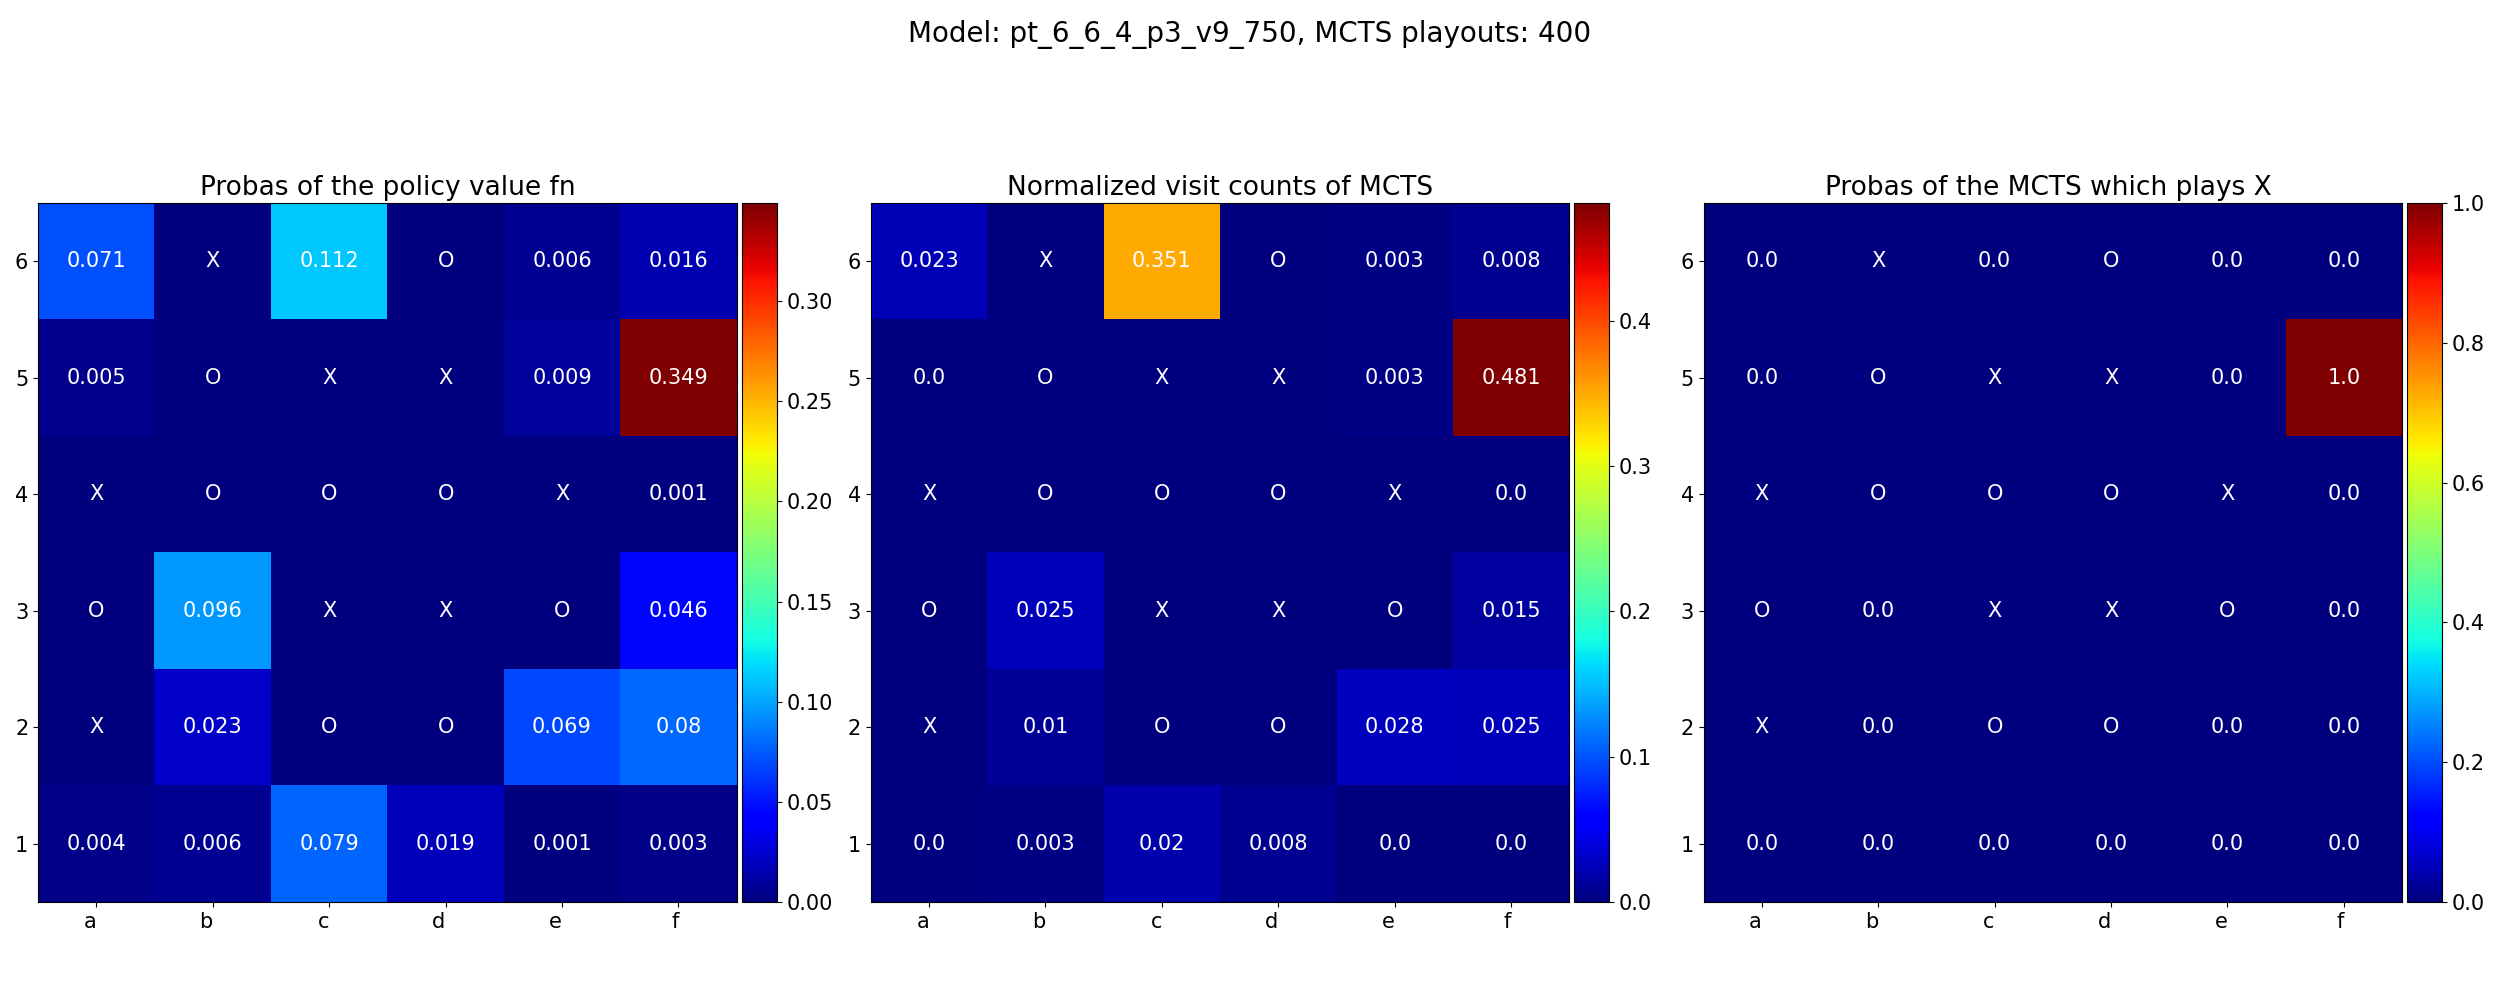 Model: pt_6_6_4_p3_v9_750, MCTS playouts: 400
Probas of the policy value fn
6 0.071 X 0.112 O 0.006 0.016
5 0.005 O X X 0.009 0.349
4 X O O O X 0.001
3 O 0.096 X X O 0.046
2 X 0.023 O O 0.069 0.08
1 0.004 0.006 0.079 0.019 0.001 0.003
a b c d e f
0.30
0.25
0.20
0.15
0.10
0.05
0.00
Normalized visit counts of MCTS
6 0.023 X 0.351 O 0.003 0.008
5 0.0 O X X 0.003 0.481
4 X O O O X 0.0
3 O 0.025 X X O 0.015
2 X 0.01 O O 0.028 0.025
1 0.0 0.003 0.02 0.008 0.0 0.0
a b c d e f
0.4
0.3
0.2
0.1
0.0
Probas of the MCTS which plays X
6 0.0 X 0.0 O 0.0 0.0
5 0.0 O X X 0.0 1.0
4 X O O O X 0.0
3 O 0.0 X X O 0.0
2 X 0.0 O O 0.0 0.0
1 0.0 0.0 0.0 0.0 0.0 0.0
a b c d e f
1.0
0.8
0.6
0.4
0.2
0.0